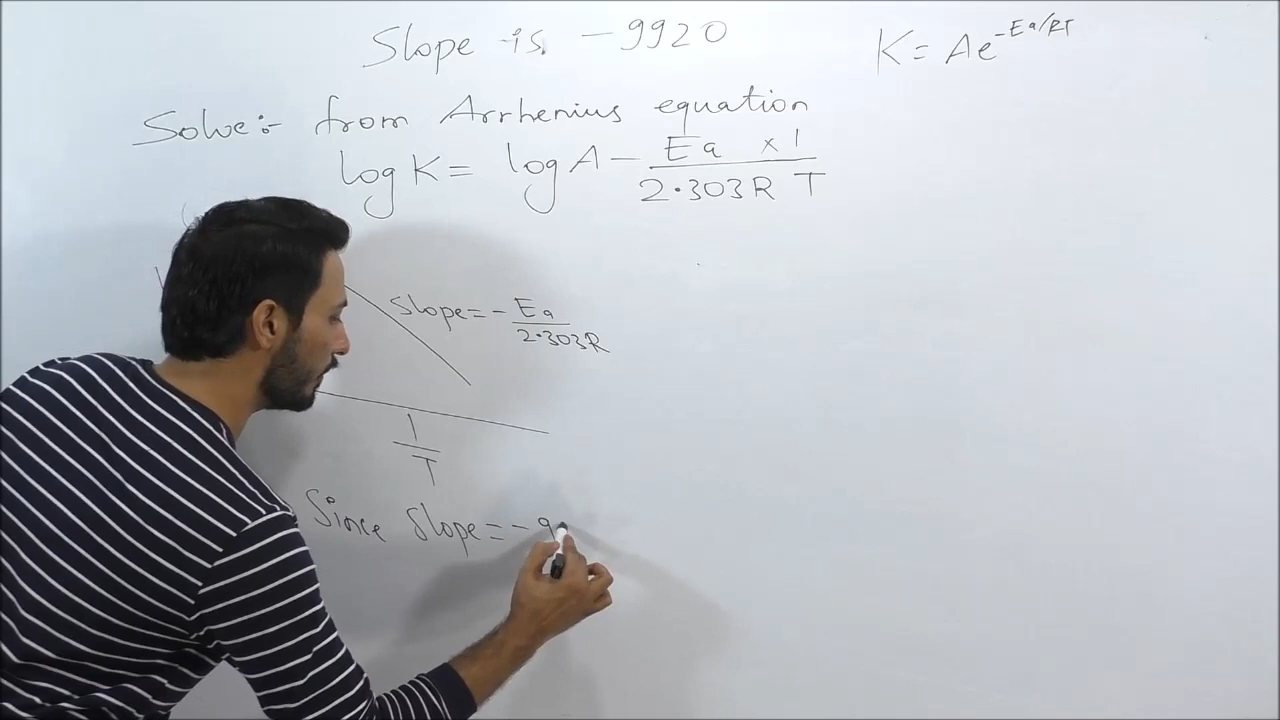 Slope is -9920
K = Ae^-Ea/RT
Solve:- from Arrhenius equation
log K = log A - Ea × 1
2.303R T
Slope = - Ea
2.303R
1
T
Since Slope = - 9